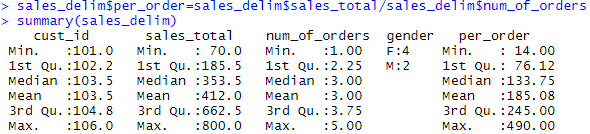 > sales_delim$per_order=sales_delim$sales_total/sales_delim$num_of_orders
> summary(sales_delim)
cust_id sales_total num_of_orders gender per_order
Min. :101.0 Min. : 70.0 Min. :1.00 F:4 Min. : 14.00
1st Qu.:102.2 1st Qu.:185.5 1st Qu.:2.25 M:2 1st Qu.: 76.12
Median :103.5 Median :353.5 Median :3.00 Median :133.75
Mean :103.5 Mean :412.0 Mean :3.00 Mean :185.08
3rd Qu.:104.8 3rd Qu.:662.5 3rd Qu.:3.75 3rd Qu.:245.00
Max. :106.0 Max. :800.0 Max. :5.00 Max. :490.00